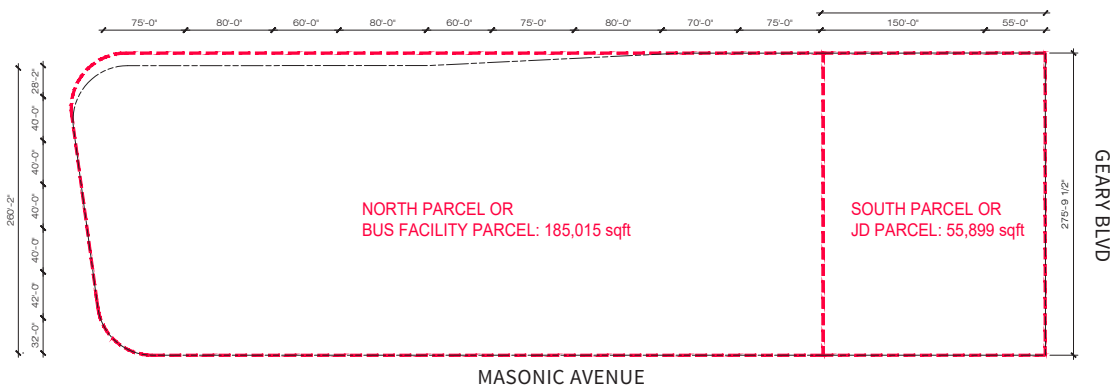 75'-0" 80'-0" 60'-0" 80'-0" 60'-0" 75'-0" 80'-0" 70'-0" 75'-0" 150'-0" 55'-0"
28'-2"
40'-0"
40'-0"
40'-0"
40'-0"
42'-0"
32'-0"
260'-2"
NORTH PARCEL OR
BUS FACILITY PARCEL: 185,015 sqft
SOUTH PARCEL OR
JD PARCEL: 55,899 sqft
275'-9 1/2"
GEARY BLVD
MASONIC AVENUE